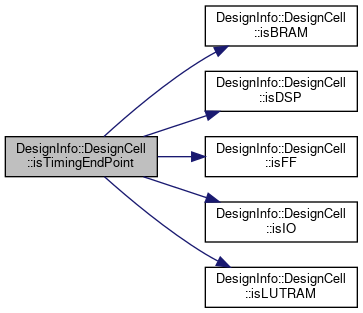 DesignInfo::DesignCell
::isTimingEndPoint
DesignInfo::DesignCell
::isBRAM
DesignInfo::DesignCell
::isDSP
DesignInfo::DesignCell
::isFF
DesignInfo::DesignCell
::isIO
DesignInfo::DesignCell
::isLUTRAM